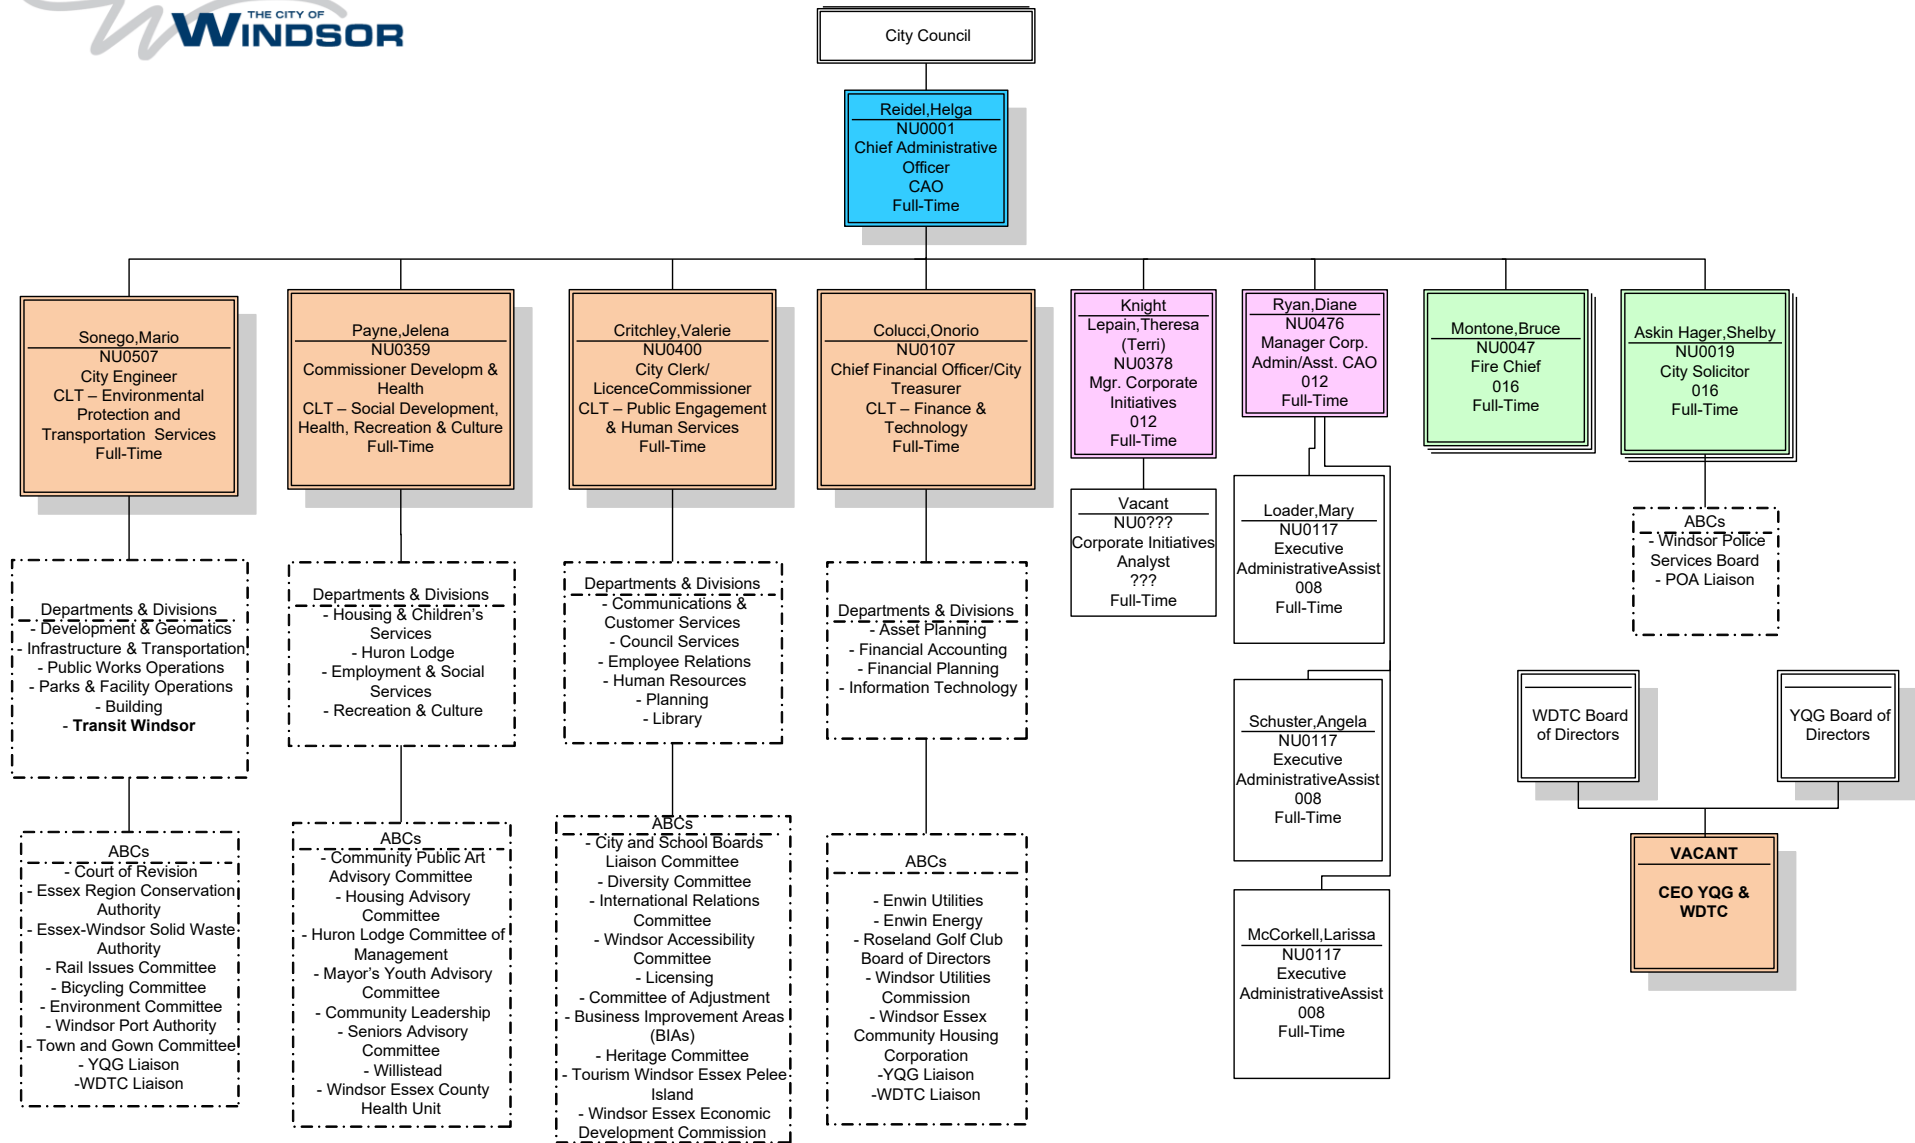 THE CITY OF
WINDSOR
City Council
Reidel,Helga
NU0001
Chief Administrative
Officer
CAO
Full-Time
Sonego,Mario
NU0507
City Engineer
CLT – Environmental
Protection and
Transportation Services
Full-Time
Payne,Jelena
NU0359
Commissioner Developm &
Health
CLT – Social Development,
Health, Recreation & Culture
Full-Time
Critchley,Valerie
NU0400
City Clerk/
LicenceCommissioner
CLT – Public Engagement
& Human Services
Full-Time
Colucci,Onorio
NU0107
Chief Financial Officer/City
Treasurer
CLT – Finance &
Technology
Full-Time
Knight
Lepain,Theresa
(Terri)
NU0378
Mgr. Corporate
Initiatives
012
Full-Time
Ryan,Diane
NU0476
Manager Corp.
Admin/Asst. CAO
012
Full-Time
Montone,Bruce
NU0047
Fire Chief
016
Full-Time
Askin Hager,Shelby
NU0019
City Solicitor
016
Full-Time
Departments & Divisions
- Development & Geomatics
- Infrastructure & Transportation
- Public Works Operations
- Parks & Facility Operations
- Building
- Transit Windsor
Departments & Divisions
- Housing & Children's
Services
- Huron Lodge
- Employment & Social
Services
- Recreation & Culture
Departments & Divisions
- Communications &
Customer Services
- Council Services
- Employee Relations
- Human Resources
- Planning
- Library
Departments & Divisions
- Asset Planning
- Financial Accounting
- Financial Planning
- Information Technology
Vacant
NU0???
Corporate Initiatives
Analyst
???
Full-Time
Loader,Mary
NU0117
Executive
AdministrativeAssist
008
Full-Time
Schuster,Angela
NU0117
Executive
AdministrativeAssist
008
Full-Time
McCorkell,Larissa
NU0117
Executive
AdministrativeAssist
008
Full-Time
ABCs
- Windsor Police
Services Board
- POA Liaison
WDTC Board
of Directors
YQG Board of
Directors
VACANT
CEO YQG &
WDTC
ABCs
- Court of Revision
- Essex Region Conservation
Authority
- Essex-Windsor Solid Waste
Authority
- Rail Issues Committee
- Bicycling Committee
- Environment Committee
- Windsor Port Authority
- Town and Gown Committee
- YQG Liaison
-WDTC Liaison
ABCs
- Community Public Art
Advisory Committee
- Housing Advisory
Committee
- Huron Lodge Committee of
Management
- Mayor's Youth Advisory
Committee
- Community Leadership
- Seniors Advisory
Committee
- Willistead
- Windsor Essex County
Health Unit
ABCs
- City and School Boards
Liaison Committee
- Diversity Committee
- International Relations
Committee
- Windsor Accessibility
Committee
- Licensing
- Committee of Adjustment
- Business Improvement Areas
(BIAs)
- Heritage Committee
- Tourism Windsor Essex Pelee
Island
- Windsor Essex Economic
Development Commission
ABCs
- Enwin Utilities
- Enwin Energy
- Roseland Golf Club
Board of Directors
- Windsor Utilities
Commission
- Windsor Essex
Community Housing
Corporation
-YQG Liaison
-WDTC Liaison